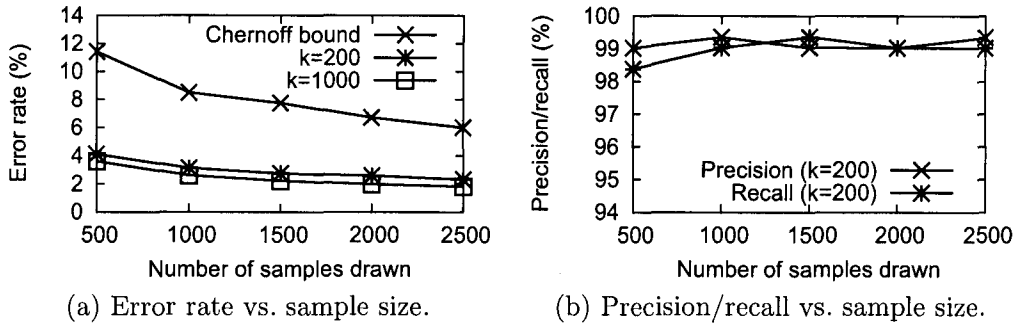 14
12
10
8
6
4
2
0
Error rate (%)
Chernoff bound
k=200
k=1000
500 1000 1500 2000 2500
Number of samples drawn
(a) Error rate vs. sample size.
100
99
98
97
96
95
94
Precision/recall (%)
Precision (k=200)
Recall (k=200)
500 1000 1500 2000 2500
Number of samples drawn
(b) Precision/recall vs. sample size.